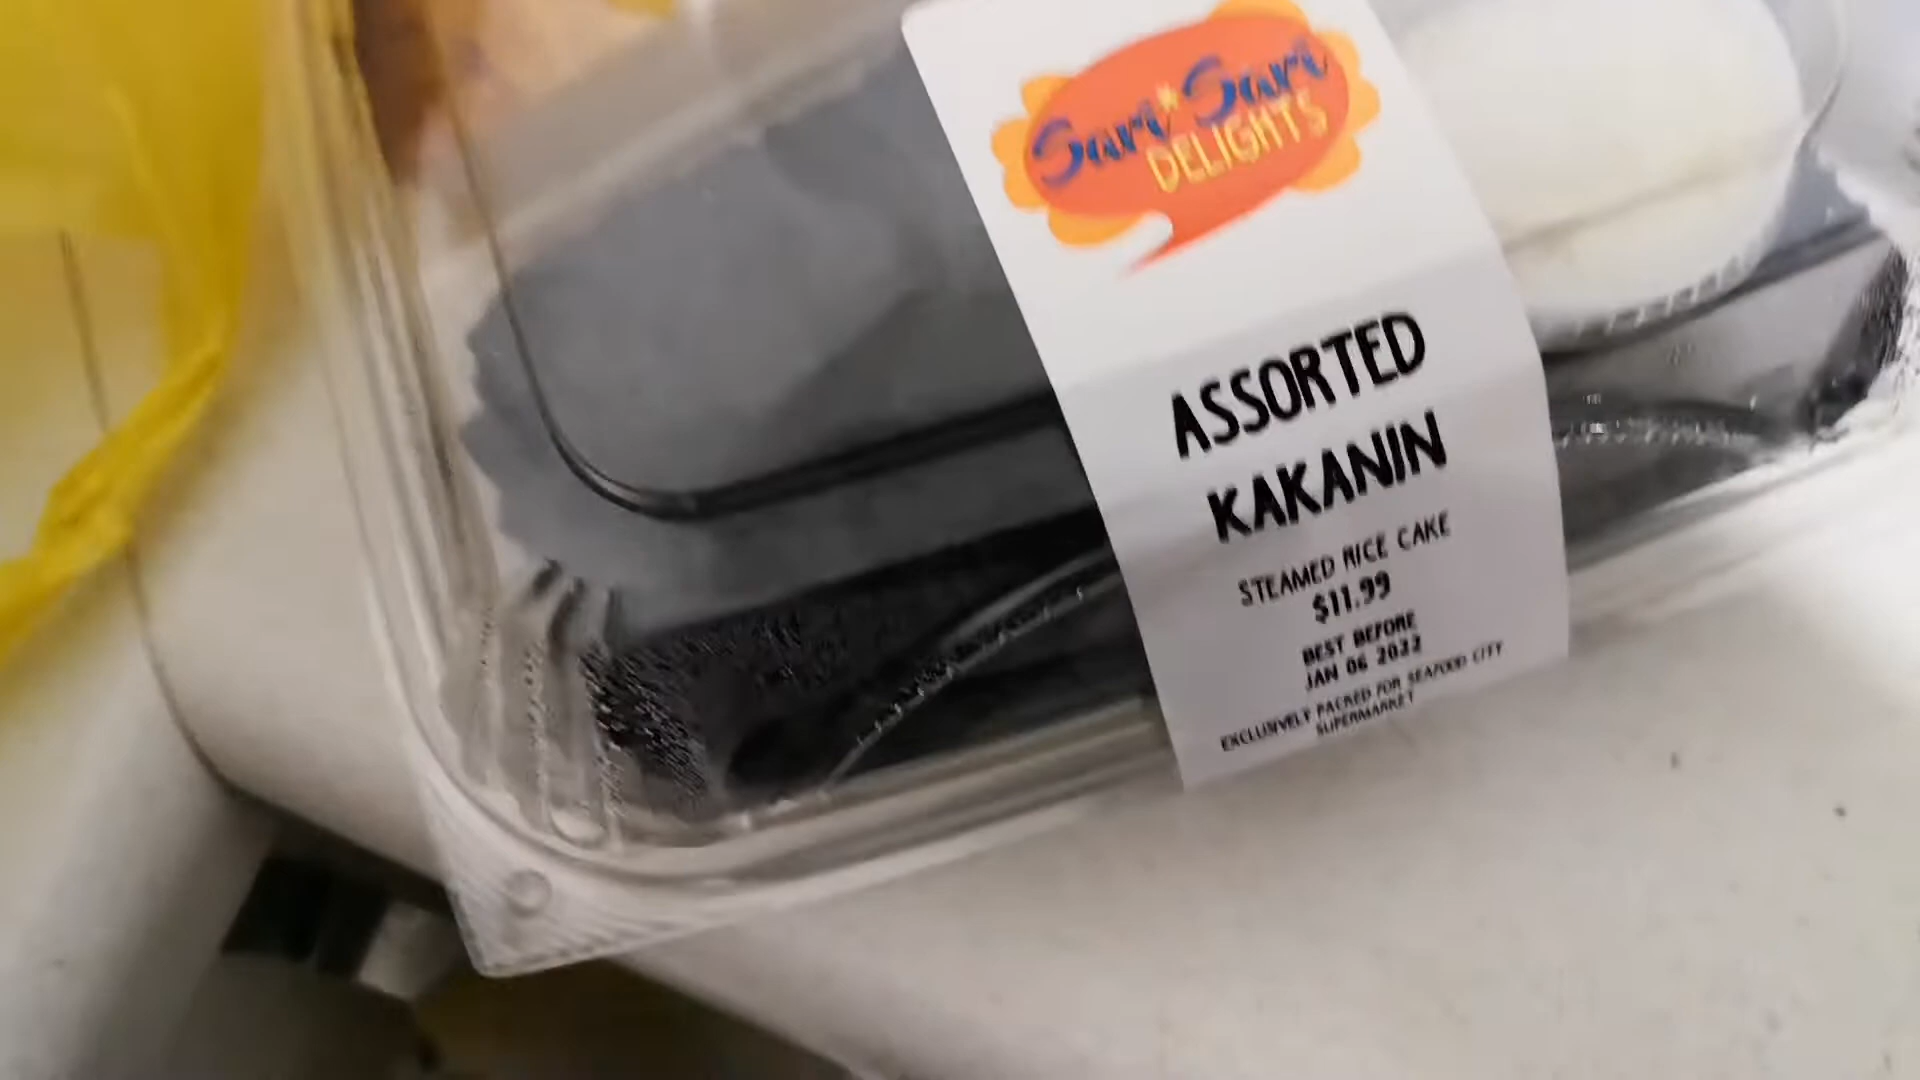 Sari Sari
DELIGHTS
ASSORTED
KAKANIN
STEAMED RICE CAKE
$11.99
BEST BEFORE
JAN 06 2022
EXCLUSIVELY PACKED FOR SEAFOOD CITY
SUPERMARKET